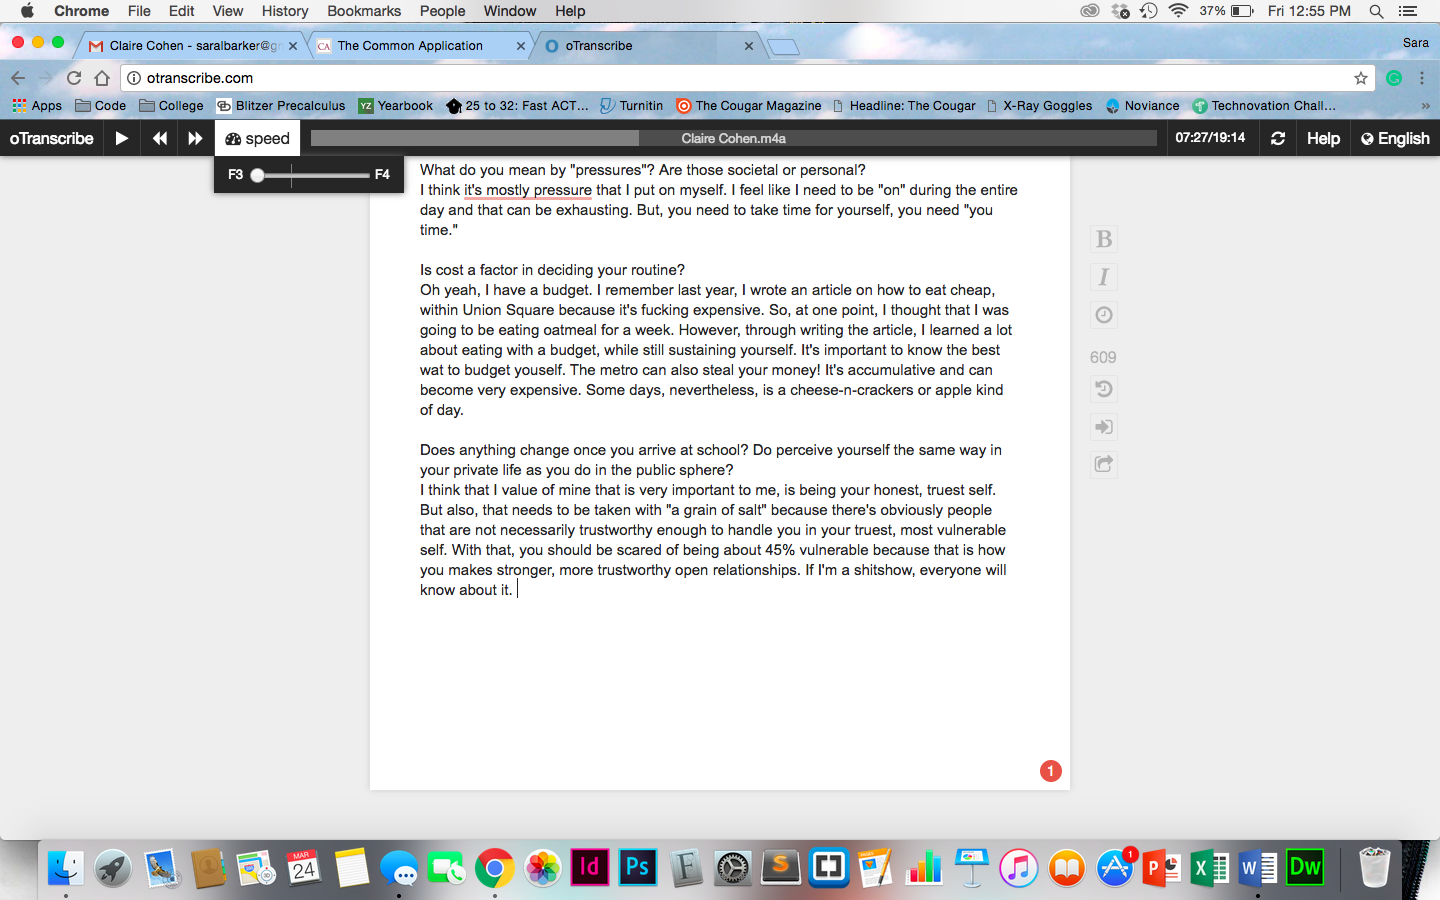 Chrome File Edit View History Bookmarks People Window Help 37% Fri 12:55 PM
Claire Cohen - saralbarker@g The Common Application oTranscribe Sara
otranscribe.com
Apps Code College Blitzer Precalculus YZ Yearbook 25 to 32: Fast ACT... Turnitin The Cougar Magazine Headline: The Cougar X-Ray Goggles Noviance Technovation Chall... »
oTranscribe speed Claire Cohen.m4a 07:27/19:14 Help English
F3 F4
What do you mean by "pressures"? Are those societal or personal?
I think it's mostly pressure that I put on myself. I feel like I need to be "on" during the entire
day and that can be exhausting. But, you need to take time for yourself, you need "you
time."
Is cost a factor in deciding your routine?
Oh yeah, I have a budget. I remember last year, I wrote an article on how to eat cheap,
within Union Square because it's fucking expensive. So, at one point, I thought that I was
going to be eating oatmeal for a week. However, through writing the article, I learned a lot
about eating with a budget, while still sustaining yourself. It's important to know the best
wat to budget youself. The metro can also steal your money! It's accumulative and can
become very expensive. Some days, nevertheless, is a cheese-n-crackers or apple kind
of day.
Does anything change once you arrive at school? Do perceive yourself the same way in
your private life as you do in the public sphere?
I think that I value of mine that is very important to me, is being your honest, truest self.
But also, that needs to be taken with "a grain of salt" because there's obviously people
that are not necessarily trustworthy enough to handle you in your truest, most vulnerable
self. With that, you should be scared of being about 45% vulnerable because that is how
you makes stronger, more trustworthy open relationships. If I'm a shitshow, everyone will
know about it.
B
I
609
1
MAR
24
Id Ps F S 1 P X W Dw